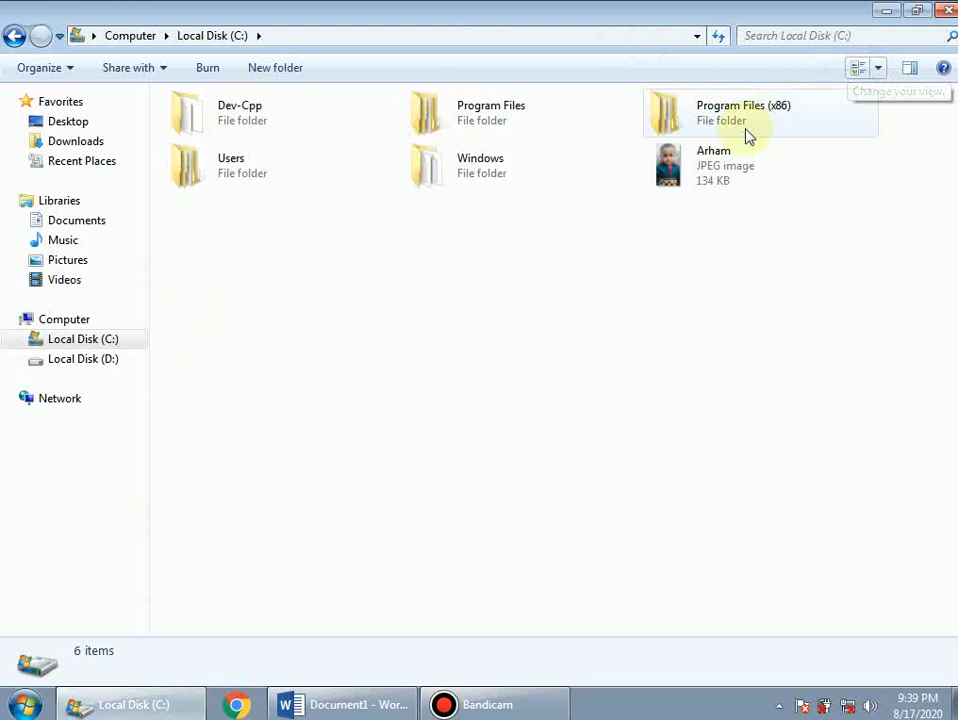 Computer
Local Disk (C:)
Search Local Disk (C:)
Organize
Share with
Burn
New folder
Change your view.
Favorites
Desktop
Downloads
Recent Places
Libraries
Documents
Music
Pictures
Videos
Computer
Local Disk (C:)
Local Disk (D:)
Network
Dev-Cpp
File folder
Program Files
File folder
Program Files (x86)
File folder
Users
File folder
Windows
File folder
Arham
JPEG image
134 KB
6 items
Local Disk (C:)
Document1 - Wor...
Bandicam
9:39 PM
8/17/2020